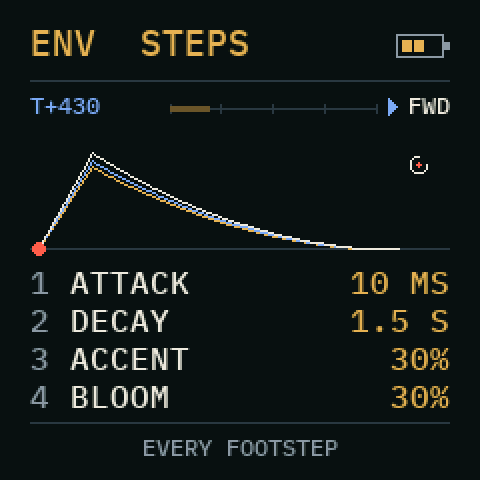 ENV STEPS
T+430 FWD
1 ATTACK 10 MS
2 DECAY 1.5 S
3 ACCENT 30%
4 BLOOM 30%
EVERY FOOTSTEP